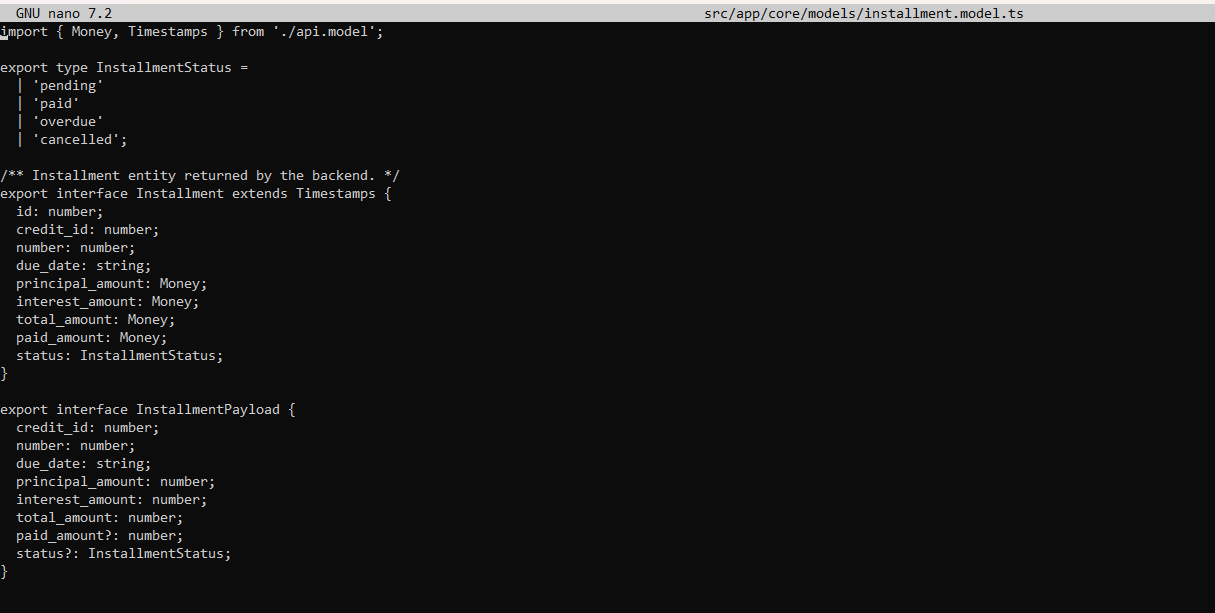 GNU nano 7.2 src/app/core/models/installment.model.ts
import { Money, Timestamps } from './api.model';

export type InstallmentStatus =
  | 'pending'
  | 'paid'
  | 'overdue'
  | 'cancelled';

/** Installment entity returned by the backend. */
export interface Installment extends Timestamps {
  id: number;
  credit_id: number;
  number: number;
  due_date: string;
  principal_amount: Money;
  interest_amount: Money;
  total_amount: Money;
  paid_amount: Money;
  status: InstallmentStatus;
}

export interface InstallmentPayload {
  credit_id: number;
  number: number;
  due_date: string;
  principal_amount: number;
  interest_amount: number;
  total_amount: number;
  paid_amount?: number;
  status?: InstallmentStatus;
}